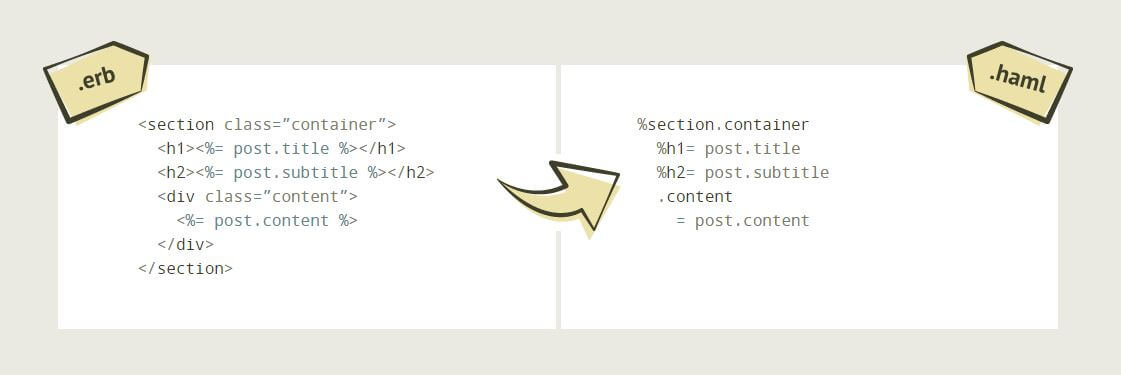 .erb
<section class=”container”>
<h1><%= post.title %></h1>
<h2><%= post.subtitle %></h2>
<div class=”content”>
<%= post.content %>
</div>
</section>
.haml
%section.container
%h1= post.title
%h2= post.subtitle
.content
= post.content